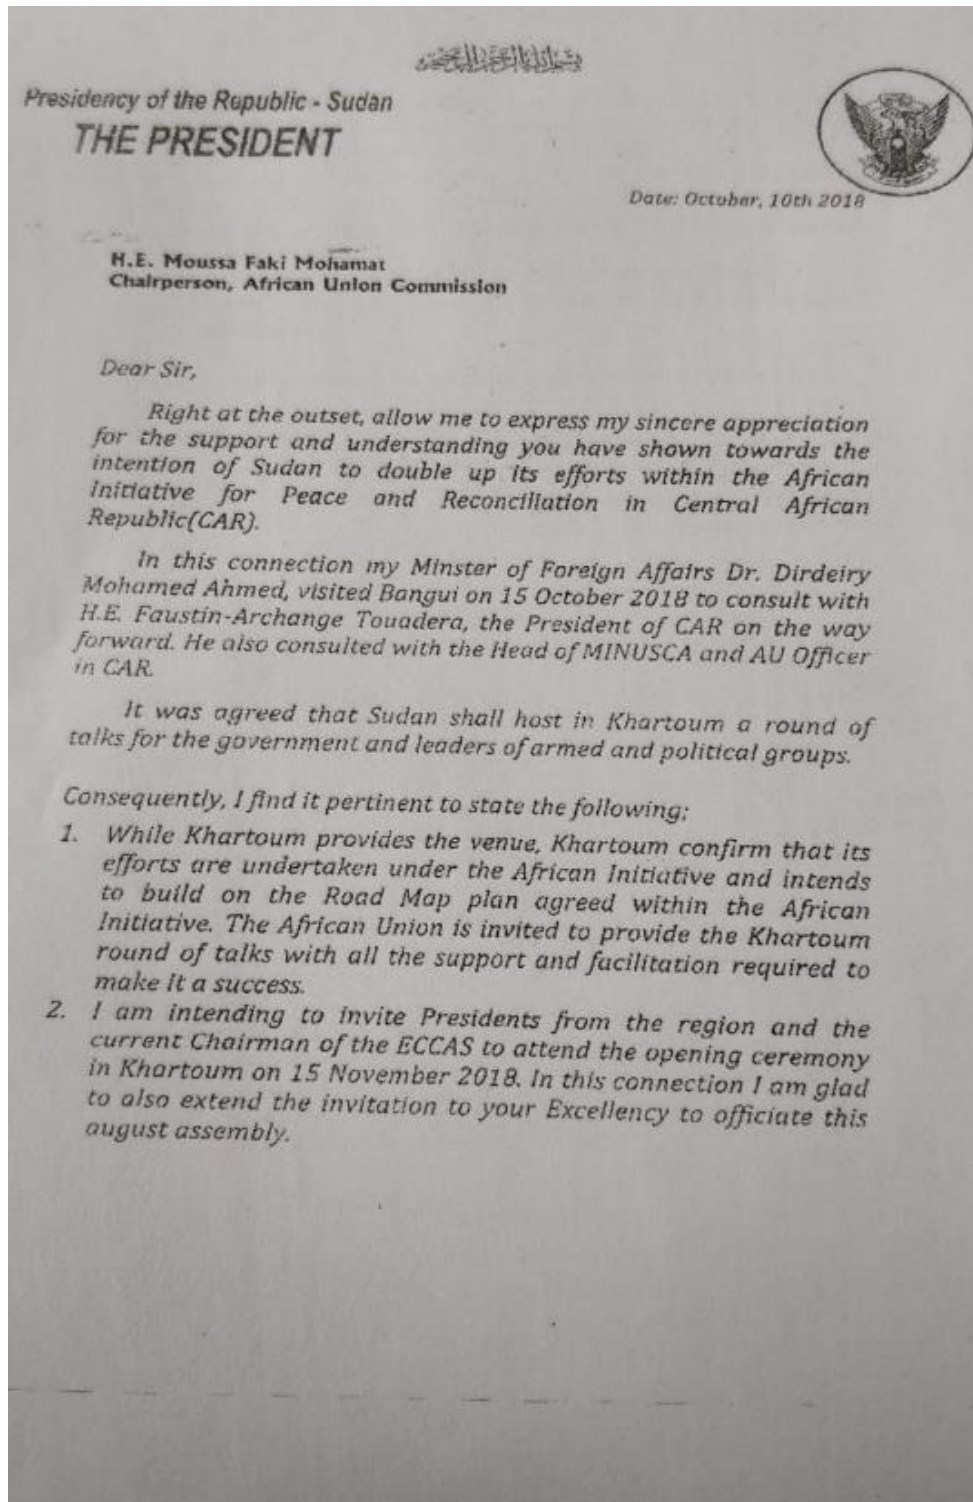 بسم الله الرحمن الرحيم
Presidency of the Republic - Sudan
THE PRESIDENT
Date: October, 10th 2018
H.E. Moussa Faki Mohamat
Chairperson, African Union Commission
Dear Sir,
Right at the outset, allow me to express my sincere appreciation
for the support and understanding you have shown towards the
intention of Sudan to double up its efforts within the African
Initiative for Peace and Reconciliation in Central African
Republic(CAR).
In this connection my Minster of Foreign Affairs Dr. Dirdeiry
Mohamed Ahmed, visited Bangui on 15 October 2018 to consult with
H.E. Faustin-Archange Touadera, the President of CAR on the way
forward. He also consulted with the Head of MINUSCA and AU Officer
in CAR.
It was agreed that Sudan shall host in Khartoum a round of
talks for the government and leaders of armed and political groups.
Consequently, I find it pertinent to state the following;
1. While Khartoum provides the venue, Khartoum confirm that its
efforts are undertaken under the African Initiative and intends
to build on the Road Map plan agreed within the African
Initiative. The African Union is invited to provide the Khartoum
round of talks with all the support and facilitation required to
make it a success.
2. I am intending to invite Presidents from the region and the
current Chairman of the ECCAS to attend the opening ceremony
in Khartoum on 15 November 2018. In this connection I am glad
to also extend the invitation to your Excellency to officiate this
august assembly.